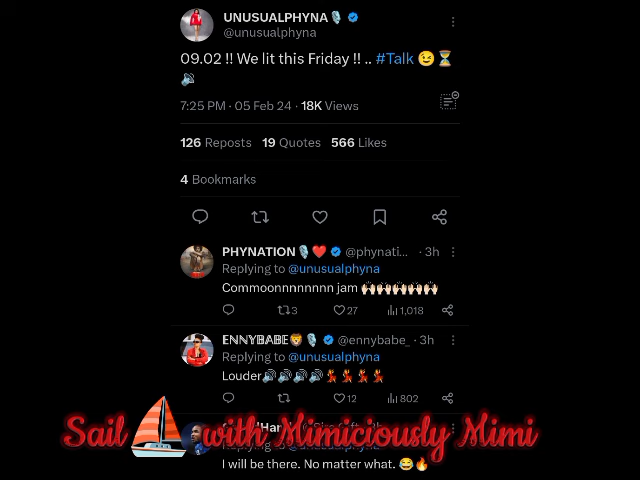 UNUSUALPHYNA🎙️
@unusualphyna
09.02 !! We lit this Friday !! .. #Talk 😉⏳
🔊
7:25 PM · 05 Feb 24 · 18K Views
126 Reposts 19 Quotes 566 Likes
4 Bookmarks
PHYNATION🎙️❤️ @phynati... · 3h
Replying to @unusualphyna
Commoonnnnnnnn jam 🙌🏻🙌🏻🙌🏻🙌🏻🙌🏻
3 27 1,018
ENNYBABE🦁🎙️ @ennybabe_ · 3h
Replying to @unusualphyna
Louder🔊🔊🔊🔊💃💃💃💃
12 802
Sail with Mimiciously Mimi
I will be there. No matter what. 😂🔥